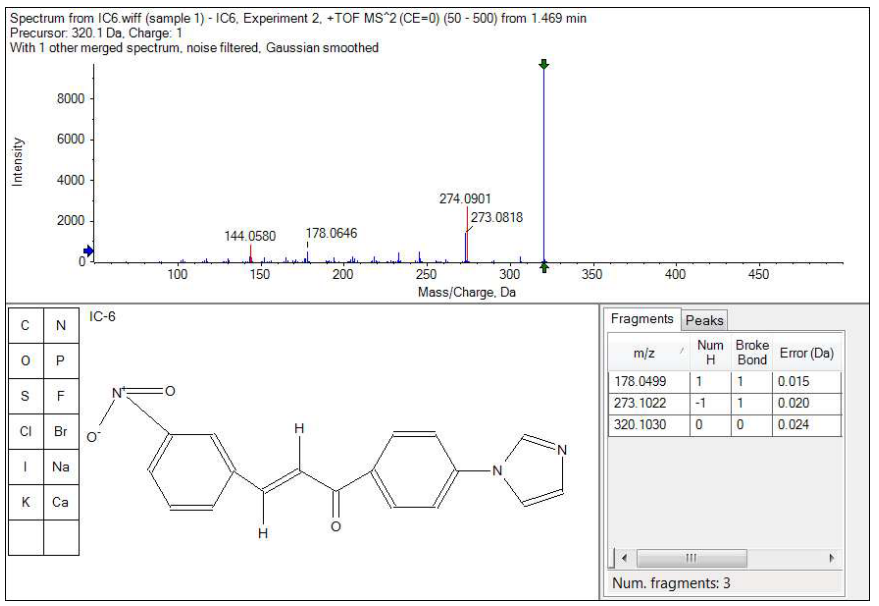 Spectrum from IC6.wiff (sample 1) - IC6, Experiment 2, +TOF MS^2 (CE=0) (50 - 500) from 1.469 min
Precursor: 320.1 Da, Charge: 1
With 1 other merged spectrum, noise filtered, Gaussian smoothed
Intensity
8000
6000
4000
2000
0
274.0901
273.0818
144.0580
178.0646
100 150 200 250 300 350 400 450
Mass/Charge, Da
C N
O P
S F
Cl Br
I Na
K Ca
IC-6
N+ O
O-
H
H
O
N
N
Fragments Peaks
m/z Num H Broke Bond Error (Da)
178.0499 1 1 0.015
273.1022 -1 1 0.020
320.1030 0 0 0.024
Num. fragments: 3